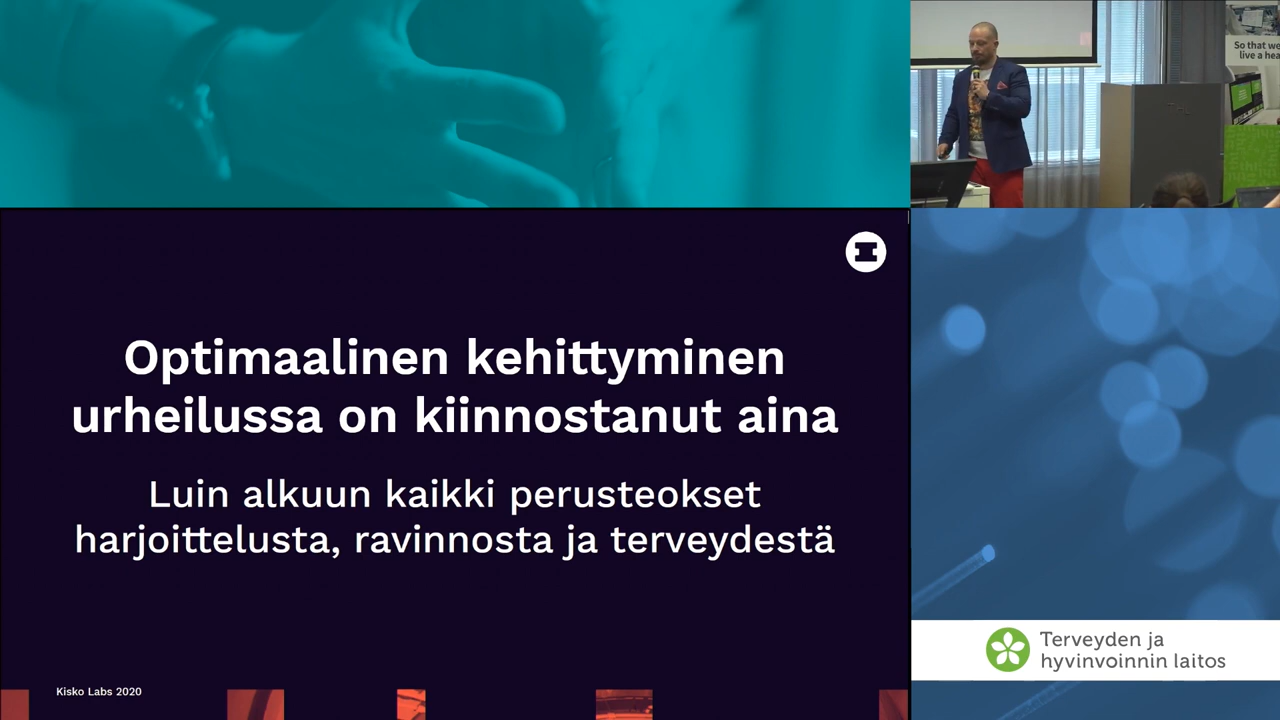 So that we
live a hea
Optimaalinen kehittyminen
urheilussa on kiinnostanut aina
Luin alkuun kaikki perusteokset
harjoittelusta, ravinnosta ja terveydestä
Kisko Labs 2020
Terveyden ja
hyvinvoinnin laitos